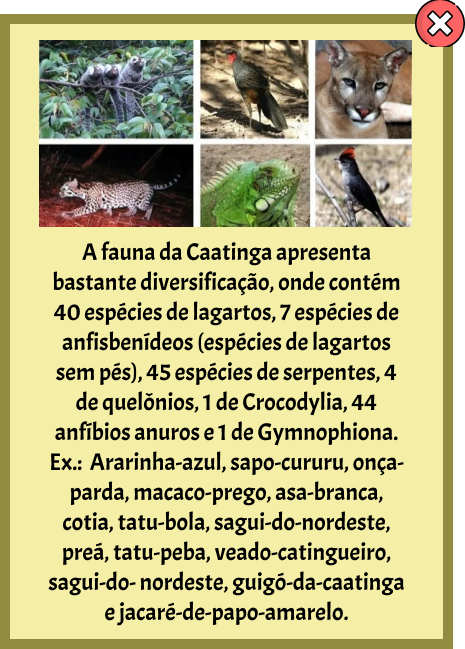 A fauna da Caatinga apresenta
bastante diversificação, onde contém
40 espécies de lagartos, 7 espécies de
anfisbenídeos (espécies de lagartos
sem pés), 45 espécies de serpentes, 4
de quelônios, 1 de Crocodylia, 44
anfíbios anuros e 1 de Gymnophiona.
Ex.: Ararinha-azul, sapo-cururu, onça-
parda, macaco-prego, asa-branca,
cotia, tatu-bola, sagui-do-nordeste,
preá, tatu-peba, veado-catingueiro,
sagui-do- nordeste, guigó-da-caatinga
e jacaré-de-papo-amarelo.